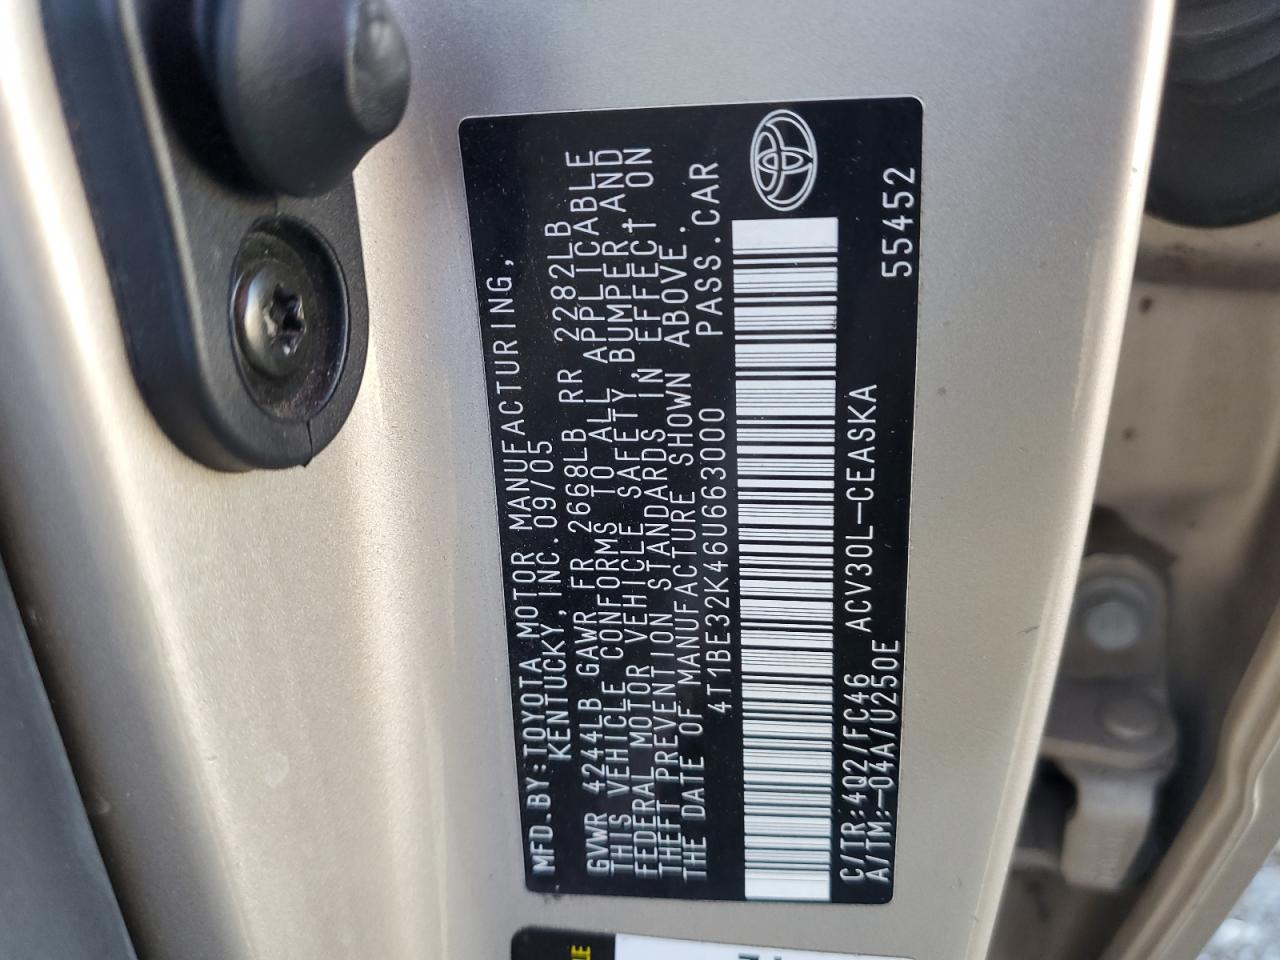 MFD.BY:TOYOTA MOTOR MANUFACTURING,
KENTUCKY,INC.09/05
GVWR 4244LB GAWR FR 2668LB RR 2282LB
THIS VEHICLE CONFORMS TO ALL APPLICABLE
FEDERAL MOTOR VEHICLE SAFETY,BUMPER AND
THEFT PREVENTION STANDARDS IN EFFECT ON
THE DATE OF MANUFACTURE SHOWN ABOVE.
4T1BE32K46U663000 PASS.CAR
C/TR:4Q2/FC46 ACV30L-CEASKA
A/TM:-04A/U250E
55452